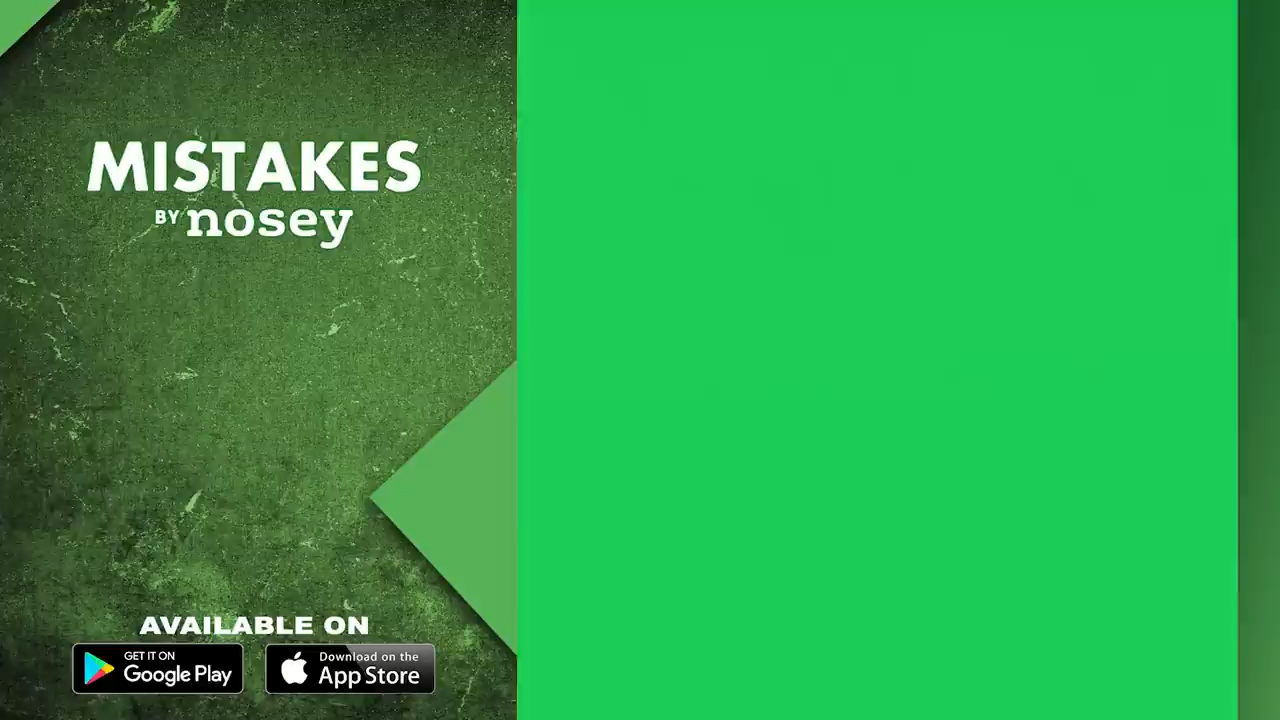 MISTAKES
BY nosey
AVAILABLE ON
GET IT ON
Google Play
Download on the
App Store